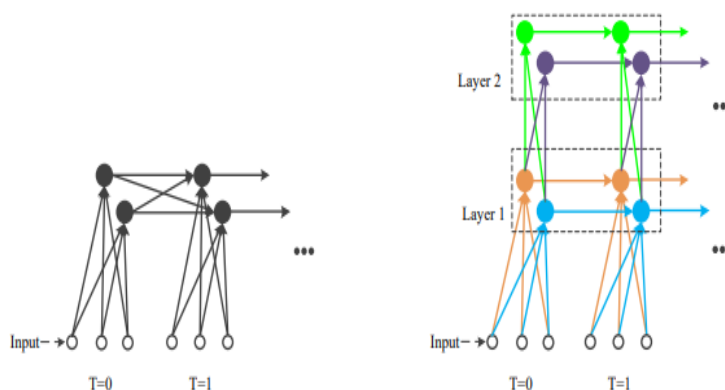 Input
T=0
T=1
...
Layer 2
Layer 1
Input
T=0
T=1
...
...